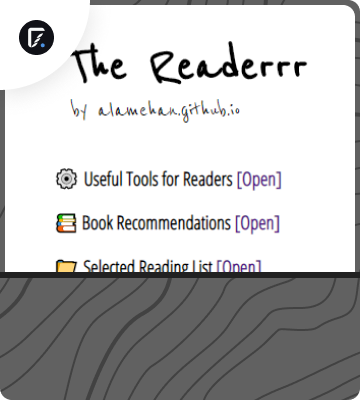 The Readerrr
by alamehan.github.io
Useful Tools for Readers [Open]
Book Recommendations [Open]
Selected Reading List [Open]